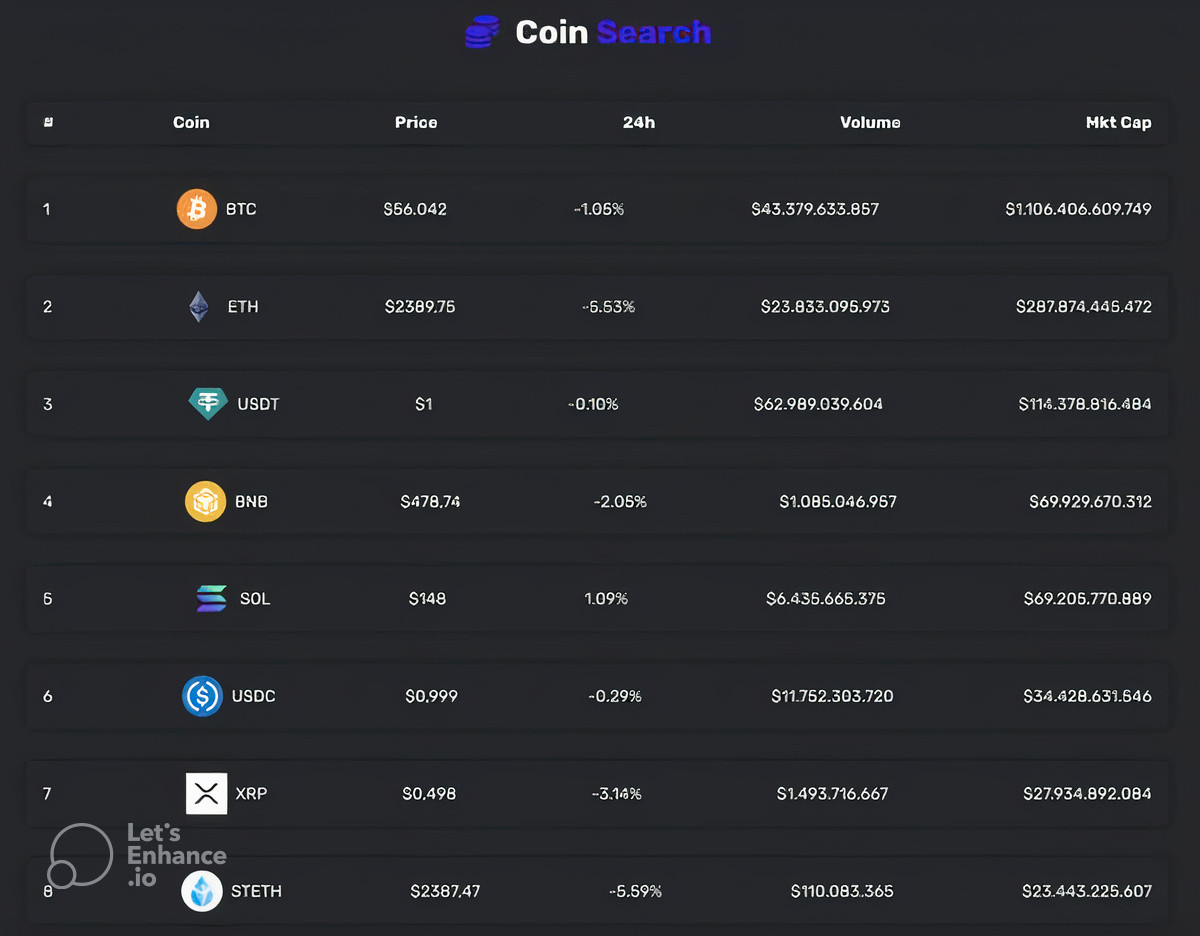 Coin Search
# Coin Price 24h Volume Mkt Cap
1 BTC $56.042 -1.05% $43.379.633.857 $1.106.406.609.749
2 ETH $2389,75 -5.53% $23.833.095.973 $287.874.445.472
3 USDT $1 -0.10% $62.989.039.604 $114.378.816.484
4 BNB $478,74 -2.05% $1.085.046.957 $69.929.670.312
5 SOL $148 1.09% $6.435.665.375 $69.205.770.889
6 USDC $0,999 -0.29% $11.752.303.720 $34.428.631.546
7 XRP $0,498 -3.14% $1.493.716.667 $27.934.892.084
Let's
Enhance
.io
8 STETH $2387,47 -5.59% $110.083.365 $23.443.225.607